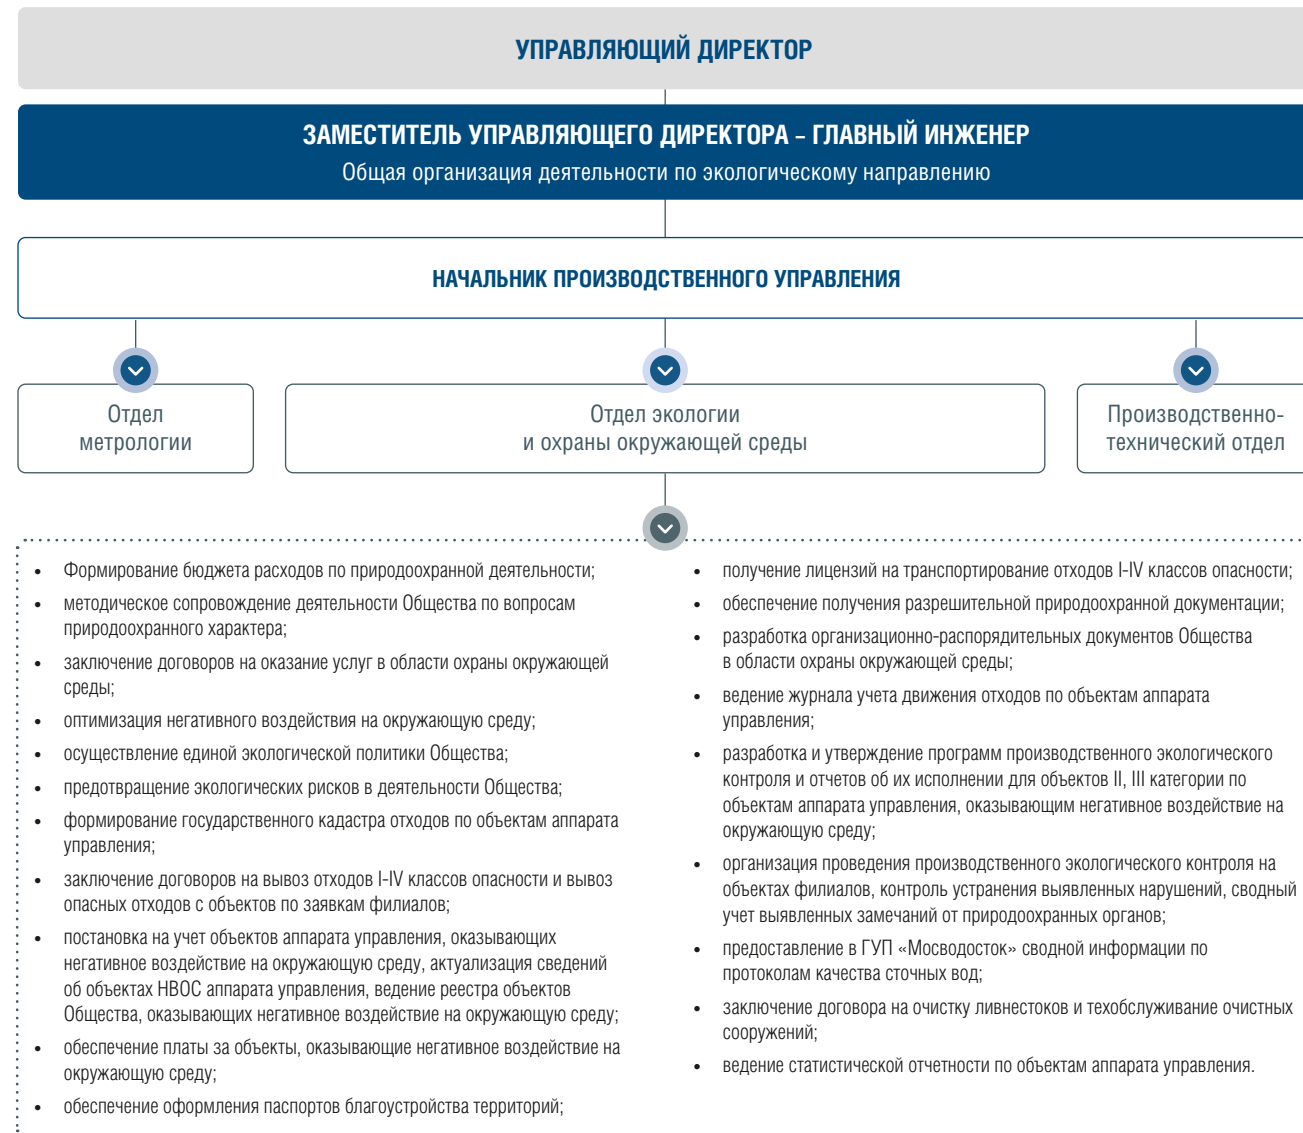 УПРАВЛЯЮЩИЙ ДИРЕКТОР
ЗАМЕСТИТЕЛЬ УПРАВЛЯЮЩЕГО ДИРЕКТОРА – ГЛАВНЫЙ ИНЖЕНЕР
Общая организация деятельности по экологическому направлению
НАЧАЛЬНИК ПРОИЗВОДСТВЕННОГО УПРАВЛЕНИЯ
Отдел
метрологии
Отдел экологии
и охраны окружающей среды
Производственно-
технический отдел
• Формирование бюджета расходов по природоохранной деятельности;
• методическое сопровождение деятельности Общества по вопросам
природоохранного характера;
• заключение договоров на оказание услуг в области охраны окружающей
среды;
• оптимизация негативного воздействия на окружающую среду;
• осуществление единой экологической политики Общества;
• предотвращение экологических рисков в деятельности Общества;
• формирование государственного кадастра отходов по объектам аппарата
управления;
• заключение договоров на вывоз отходов I-IV классов опасности и вывоз
опасных отходов с объектов по заявкам филиалов;
• постановка на учет объектов аппарата управления, оказывающих
негативное воздействие на окружающую среду, актуализация сведений
об объектах НВОС аппарата управления, ведение реестра объектов
Общества, оказывающих негативное воздействие на окружающую среду;
• обеспечение платы за объекты, оказывающие негативное воздействие на
окружающую среду;
• обеспечение оформления паспортов благоустройства территорий;
• получение лицензий на транспортирование отходов I-IV классов опасности;
• обеспечение получения разрешительной природоохранной документации;
• разработка организационно-распорядительных документов Общества
в области охраны окружающей среды;
• ведение журнала учета движения отходов по объектам аппарата
управления;
• разработка и утверждение программ производственного экологического
контроля и отчетов об их исполнении для объектов II, III категории по
объектам аппарата управления, оказывающим негативное воздействие на
окружающую среду;
• организация проведения производственного экологического контроля на
объектах филиалов, контроль устранения выявленных нарушений, сводный
учет выявленных замечаний от природоохранных органов;
• предоставление в ГУП «Мосводосток» сводной информации по
протоколам качества сточных вод;
• заключение договора на очистку ливнестоков и техобслуживание очистных
сооружений;
• ведение статистической отчетности по объектам аппарата управления.